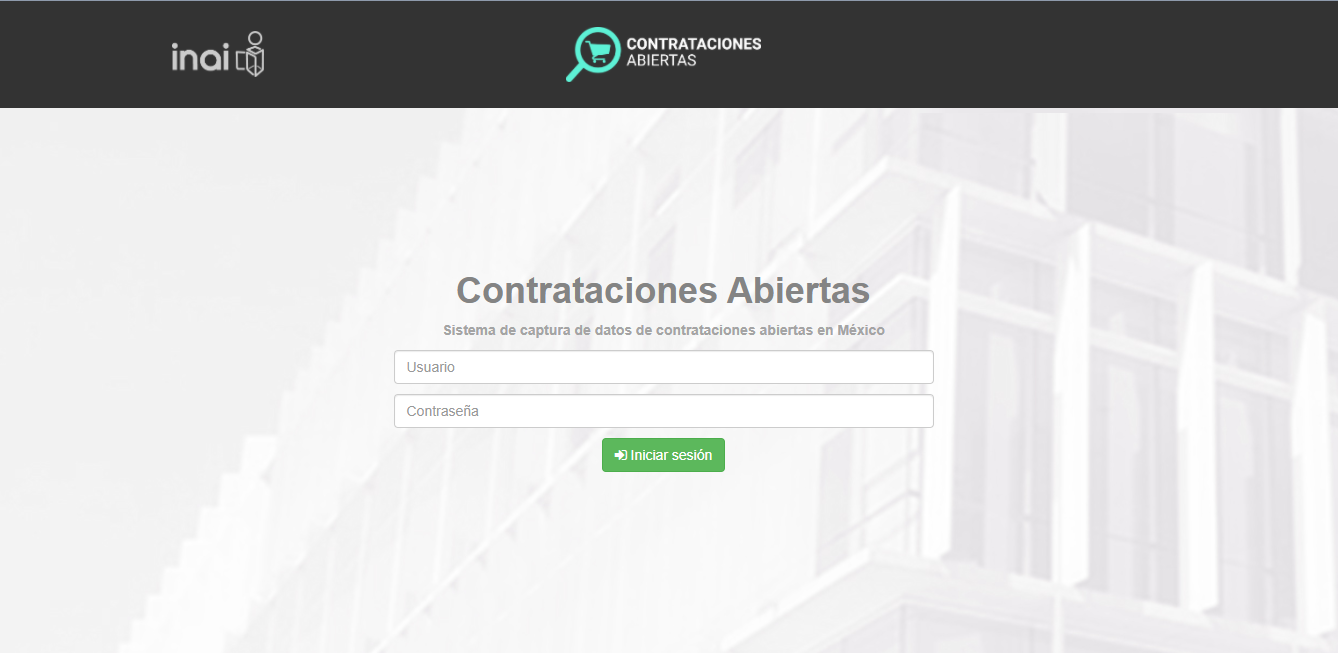 inai
CONTRATACIONES
ABIERTAS
Contrataciones Abiertas
Sistema de captura de datos de contrataciones abiertas en México
Usuario
Contraseña
Iniciar sesión